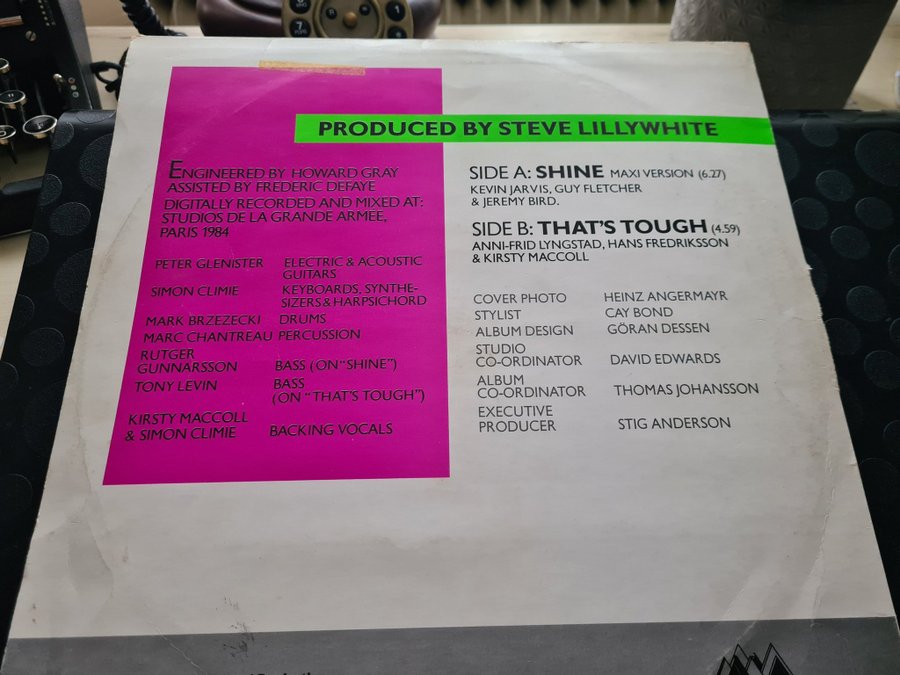 PRODUCED BY STEVE LILLYWHITE
ENGINEERED BY HOWARD GRAY
ASSISTED BY FREDERIC DEFAYE
DIGITALLY RECORDED AND MIXED AT:
STUDIOS DE LA GRANDE ARMEE,
PARIS 1984
PETER GLENISTER ELECTRIC & ACOUSTIC
GUITARS
SIMON CLIMIE KEYBOARDS, SYNTHE-
SIZERS & HARPSICHORD
MARK BRZEZECKI DRUMS
MARC CHANTREAU PERCUSSION
RUTGER
GUNNARSSON BASS (ON "SHINE")
TONY LEVIN BASS
(ON "THAT'S TOUGH")
KIRSTY MACCOLL
& SIMON CLIMIE BACKING VOCALS
SIDE A: SHINE MAXI VERSION (6.27)
KEVIN JARVIS, GUY FLETCHER
& JEREMY BIRD.
SIDE B: THAT'S TOUGH (4.59)
ANNI-FRID LYNGSTAD, HANS FREDRIKSSON
& KIRSTY MACCOLL
COVER PHOTO HEINZ ANGERMAYR
STYLIST CAY BOND
ALBUM DESIGN GÖRAN DESSEN
STUDIO
CO-ORDINATOR DAVID EDWARDS
ALBUM
CO-ORDINATOR THOMAS JOHANSSON
EXECUTIVE
PRODUCER STIG ANDERSON